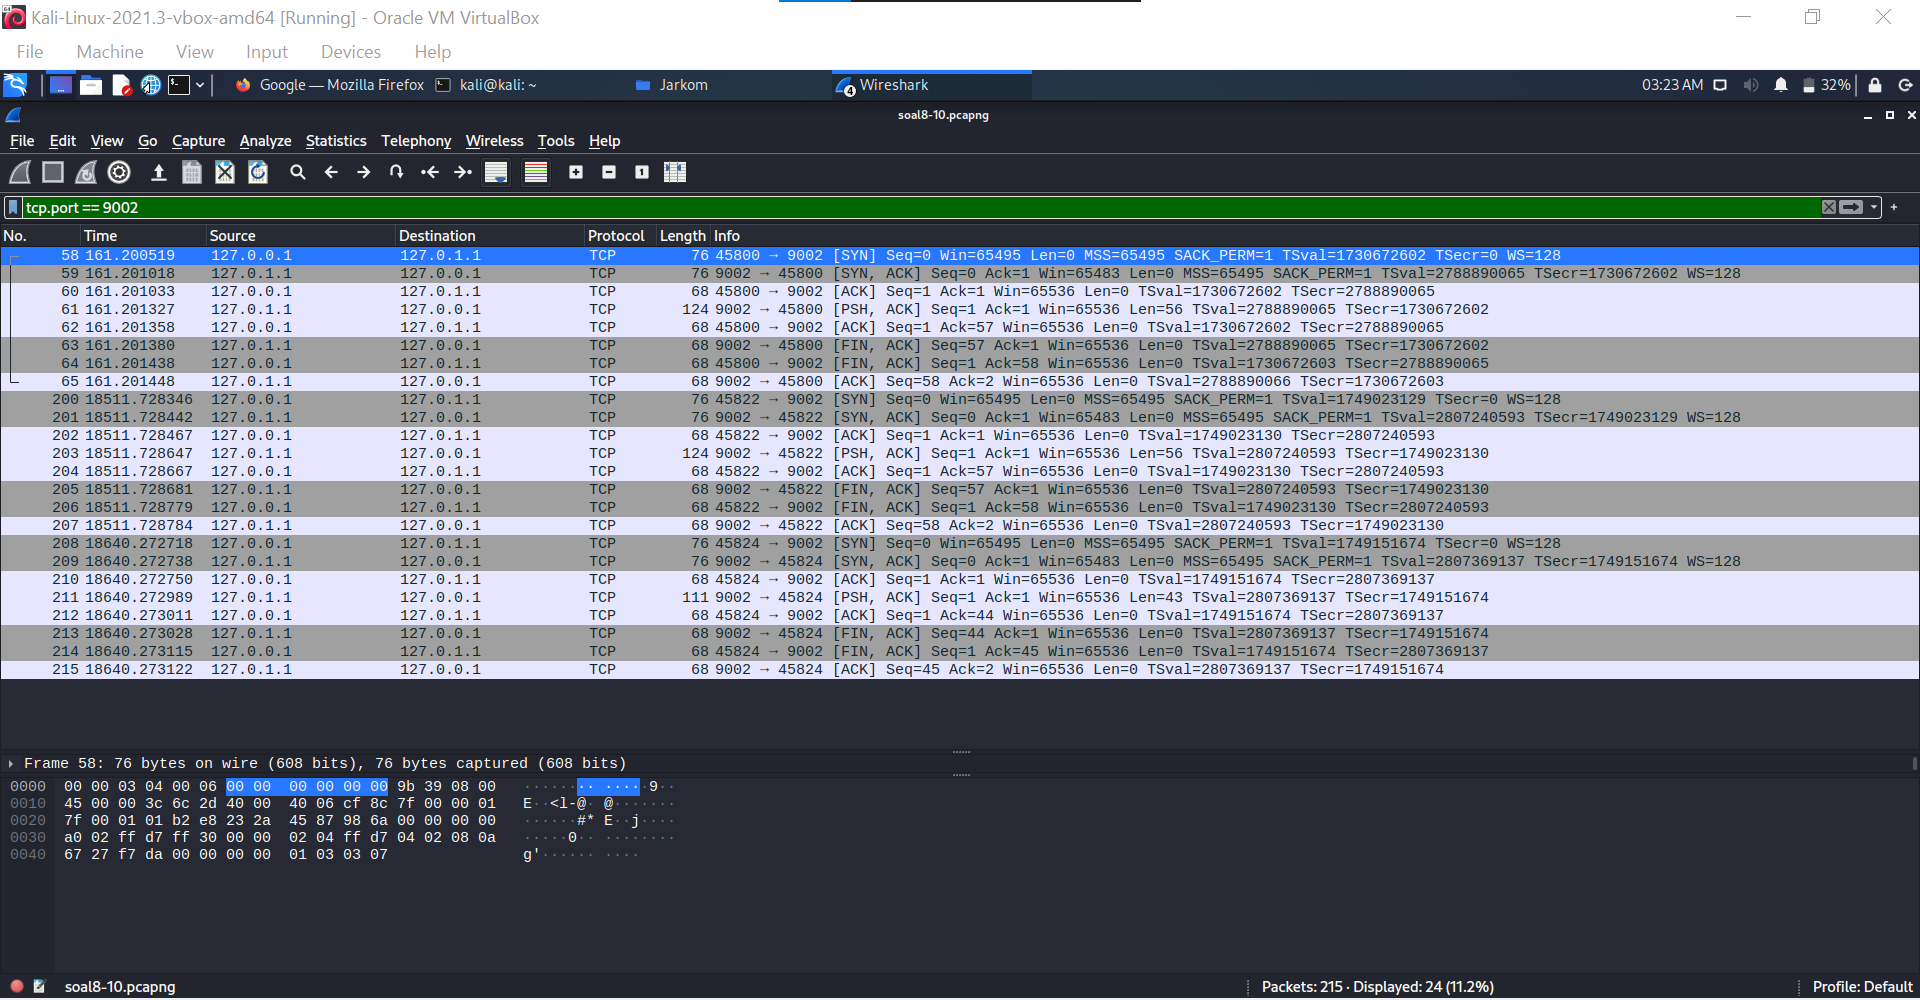 Kali-Linux-2021.3-vbox-amd64 [Running] - Oracle VM VirtualBox
File Machine View Input Devices Help
Google — Mozilla Firefox kali@kali: ~ Jarkom 4 Wireshark 03:23 AM 32%
soal8-10.pcapng
File Edit View Go Capture Analyze Statistics Telephony Wireless Tools Help
tcp.port == 9002
No. Time Source Destination Protocol Length Info
58 161.200519 127.0.0.1 127.0.1.1 TCP 76 45800 → 9002 [SYN] Seq=0 Win=65495 Len=0 MSS=65495 SACK_PERM=1 TSval=1730672602 TSecr=0 WS=128
59 161.201018 127.0.1.1 127.0.0.1 TCP 76 9002 → 45800 [SYN, ACK] Seq=0 Ack=1 Win=65483 Len=0 MSS=65495 SACK_PERM=1 TSval=2788890065 TSecr=1730672602 WS=128
60 161.201033 127.0.0.1 127.0.1.1 TCP 68 45800 → 9002 [ACK] Seq=1 Ack=1 Win=65536 Len=0 TSval=1730672602 TSecr=2788890065
61 161.201327 127.0.1.1 127.0.0.1 TCP 124 9002 → 45800 [PSH, ACK] Seq=1 Ack=1 Win=65536 Len=56 TSval=2788890065 TSecr=1730672602
62 161.201358 127.0.0.1 127.0.1.1 TCP 68 45800 → 9002 [ACK] Seq=1 Ack=57 Win=65536 Len=0 TSval=1730672602 TSecr=2788890065
63 161.201380 127.0.1.1 127.0.0.1 TCP 68 9002 → 45800 [FIN, ACK] Seq=57 Ack=1 Win=65536 Len=0 TSval=2788890065 TSecr=1730672602
64 161.201438 127.0.0.1 127.0.1.1 TCP 68 45800 → 9002 [FIN, ACK] Seq=1 Ack=58 Win=65536 Len=0 TSval=1730672603 TSecr=2788890065
65 161.201448 127.0.1.1 127.0.0.1 TCP 68 9002 → 45800 [ACK] Seq=58 Ack=2 Win=65536 Len=0 TSval=2788890066 TSecr=1730672603
200 18511.728346 127.0.0.1 127.0.1.1 TCP 76 45822 → 9002 [SYN] Seq=0 Win=65495 Len=0 MSS=65495 SACK_PERM=1 TSval=1749023129 TSecr=0 WS=128
201 18511.728442 127.0.1.1 127.0.0.1 TCP 76 9002 → 45822 [SYN, ACK] Seq=0 Ack=1 Win=65483 Len=0 MSS=65495 SACK_PERM=1 TSval=2807240593 TSecr=1749023129 WS=128
202 18511.728467 127.0.0.1 127.0.1.1 TCP 68 45822 → 9002 [ACK] Seq=1 Ack=1 Win=65536 Len=0 TSval=1749023130 TSecr=2807240593
203 18511.728647 127.0.1.1 127.0.0.1 TCP 124 9002 → 45822 [PSH, ACK] Seq=1 Ack=1 Win=65536 Len=56 TSval=2807240593 TSecr=1749023130
204 18511.728667 127.0.0.1 127.0.1.1 TCP 68 45822 → 9002 [ACK] Seq=1 Ack=57 Win=65536 Len=0 TSval=1749023130 TSecr=2807240593
205 18511.728681 127.0.1.1 127.0.0.1 TCP 68 9002 → 45822 [FIN, ACK] Seq=57 Ack=1 Win=65536 Len=0 TSval=2807240593 TSecr=1749023130
206 18511.728779 127.0.0.1 127.0.1.1 TCP 68 45822 → 9002 [FIN, ACK] Seq=1 Ack=58 Win=65536 Len=0 TSval=1749023130 TSecr=2807240593
207 18511.728784 127.0.1.1 127.0.0.1 TCP 68 9002 → 45822 [ACK] Seq=58 Ack=2 Win=65536 Len=0 TSval=2807240593 TSecr=1749023130
208 18640.272718 127.0.0.1 127.0.1.1 TCP 76 45824 → 9002 [SYN] Seq=0 Win=65495 Len=0 MSS=65495 SACK_PERM=1 TSval=1749151674 TSecr=0 WS=128
209 18640.272738 127.0.1.1 127.0.0.1 TCP 76 9002 → 45824 [SYN, ACK] Seq=0 Ack=1 Win=65483 Len=0 MSS=65495 SACK_PERM=1 TSval=2807369137 TSecr=1749151674 WS=128
210 18640.272750 127.0.0.1 127.0.1.1 TCP 68 45824 → 9002 [ACK] Seq=1 Ack=1 Win=65536 Len=0 TSval=1749151674 TSecr=2807369137
211 18640.272989 127.0.1.1 127.0.0.1 TCP 111 9002 → 45824 [PSH, ACK] Seq=1 Ack=1 Win=65536 Len=43 TSval=2807369137 TSecr=1749151674
212 18640.273011 127.0.0.1 127.0.1.1 TCP 68 45824 → 9002 [ACK] Seq=1 Ack=44 Win=65536 Len=0 TSval=1749151674 TSecr=2807369137
213 18640.273028 127.0.1.1 127.0.0.1 TCP 68 9002 → 45824 [FIN, ACK] Seq=44 Ack=1 Win=65536 Len=0 TSval=2807369137 TSecr=1749151674
214 18640.273115 127.0.0.1 127.0.1.1 TCP 68 45824 → 9002 [FIN, ACK] Seq=1 Ack=45 Win=65536 Len=0 TSval=1749151674 TSecr=2807369137
215 18640.273122 127.0.1.1 127.0.0.1 TCP 68 9002 → 45824 [ACK] Seq=45 Ack=2 Win=65536 Len=0 TSval=2807369137 TSecr=1749151674
Frame 58: 76 bytes on wire (608 bits), 76 bytes captured (608 bits)
0000 00 00 03 04 00 06 00 00 00 00 00 00 9b 39 08 00 ········ ·····9··
0010 45 00 00 3c 6c 2d 40 00 40 06 cf 8c 7f 00 00 01 E··<l-@· @·······
0020 7f 00 01 01 b2 e8 23 2a 45 87 98 6a 00 00 00 00 ······#* E··j····
0030 a0 02 ff d7 ff 30 00 00 02 04 ff d7 04 02 08 0a ·····0·· ········
0040 67 27 f7 da 00 00 00 00 01 03 03 07 g'······ ····
soal8-10.pcapng Packets: 215 · Displayed: 24 (11.2%) Profile: Default